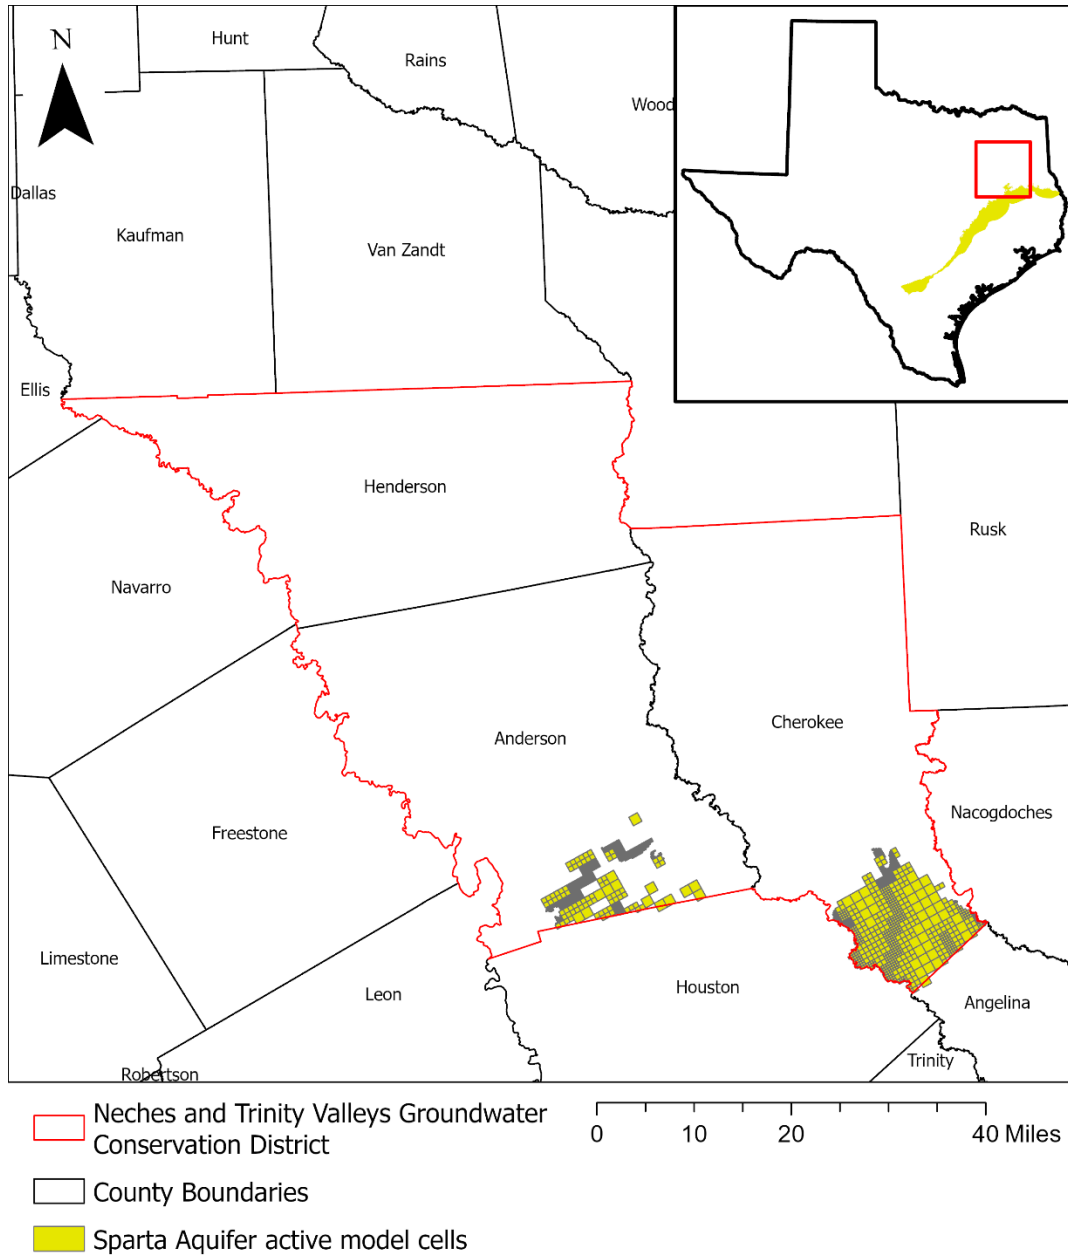 N
Hunt
Rains
Wood
Dallas
Kaufman
Van Zandt
Ellis
Henderson
Rusk
Navarro
Cherokee
Anderson
Nacogdoches
Freestone
Limestone
Houston
Leon
Angelina
Trinity
Robertson
Neches and Trinity Valleys Groundwater
Conservation District
0 10 20 40 Miles
County Boundaries
Sparta Aquifer active model cells